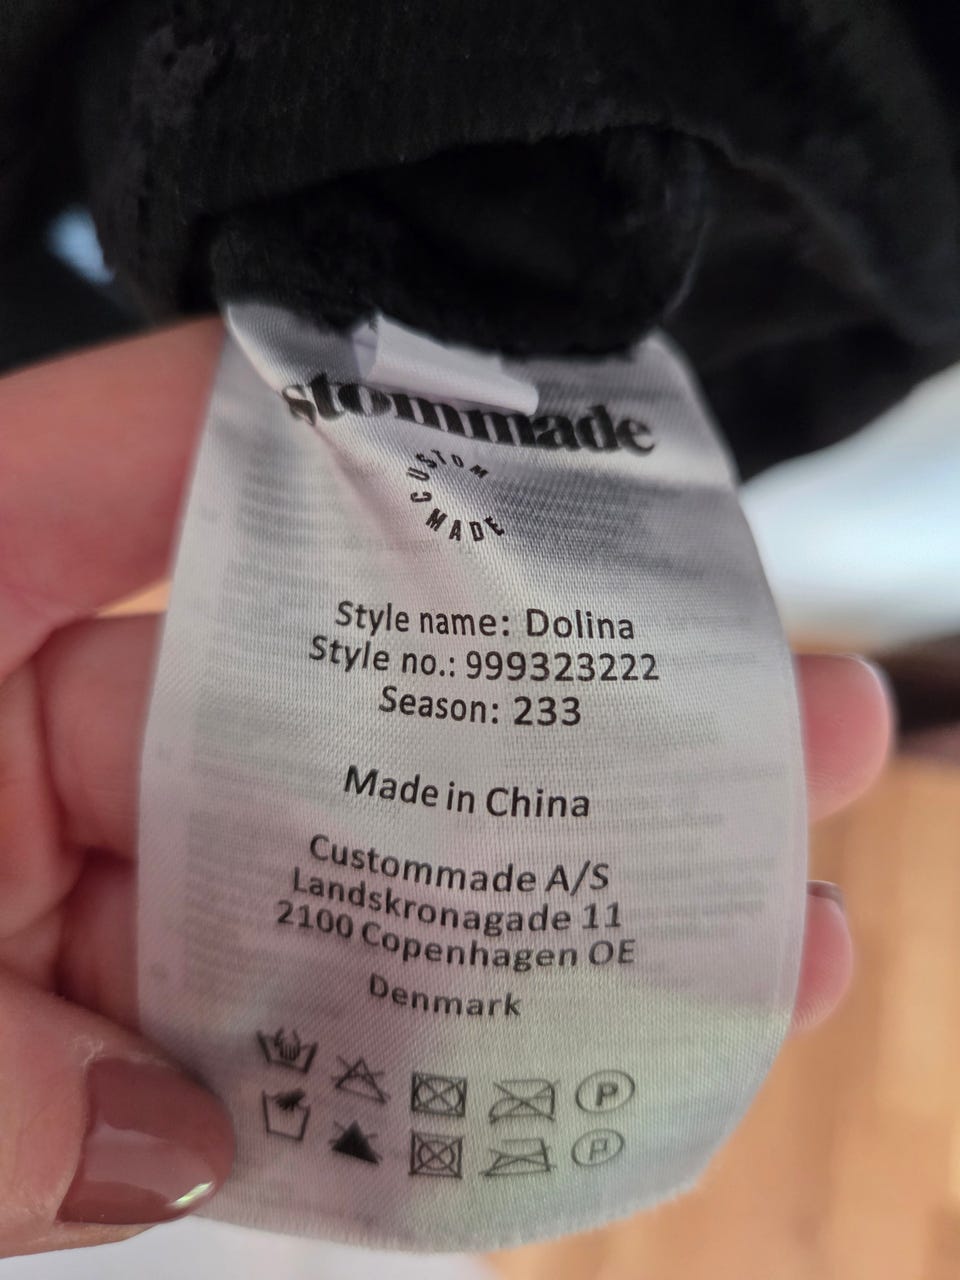 stommade
CUSTOM
MADE
Style name: Dolina
Style no.: 999323222
Season: 233
Made in China
Custommade A/S
Landskronagade 11
2100 Copenhagen OE
Denmark
P
P